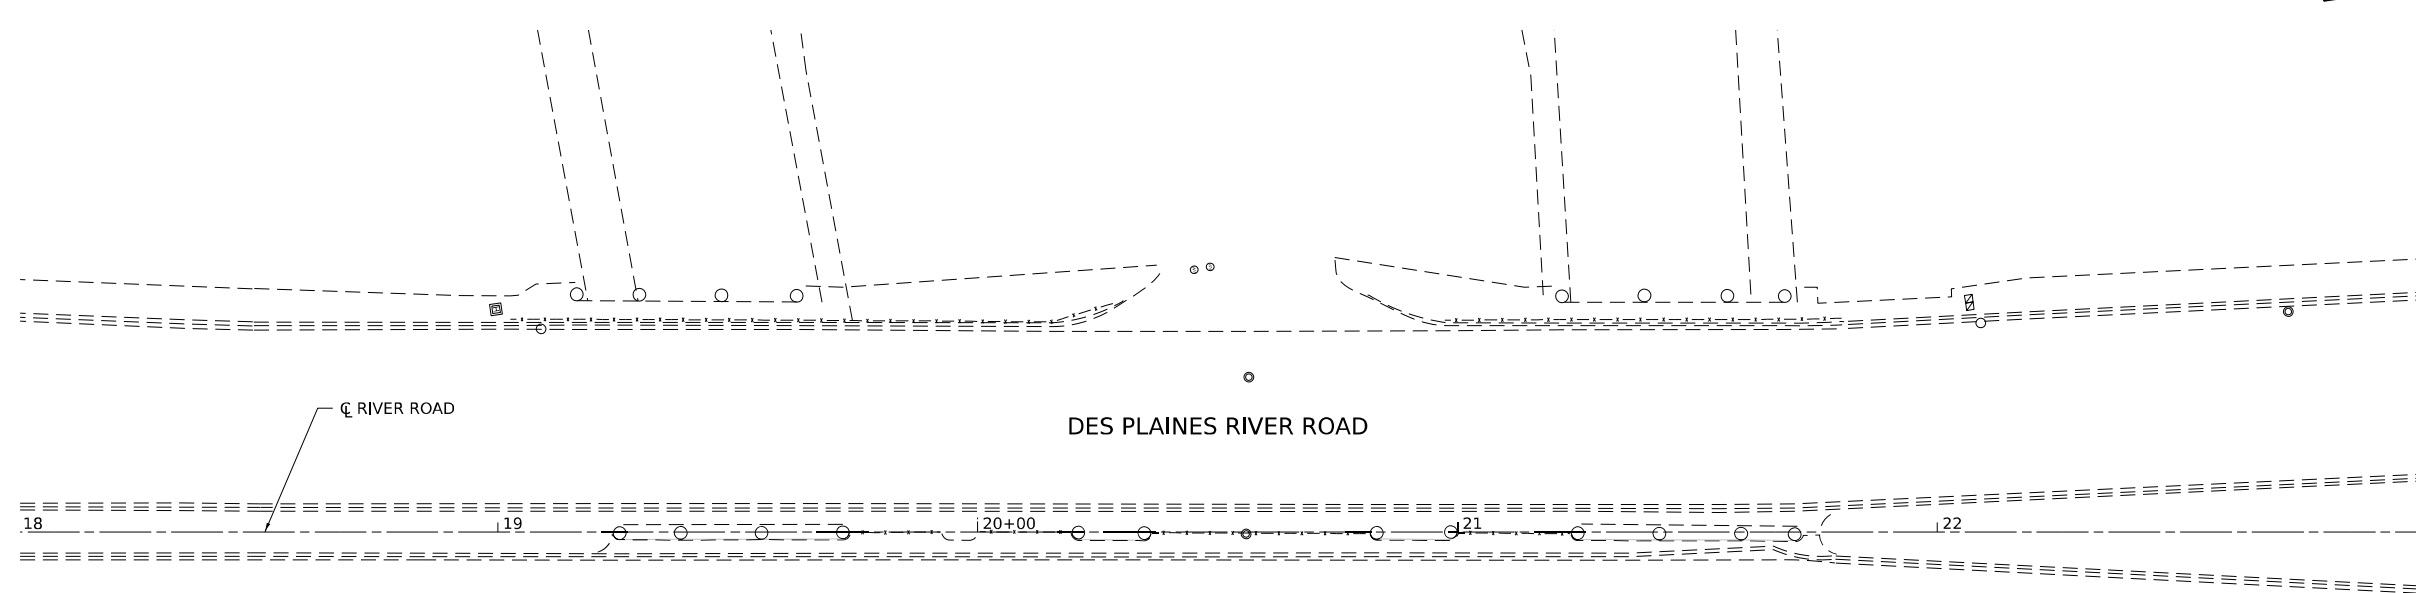 ℄ RIVER ROAD
DES PLAINES RIVER ROAD
18 19 20+00 21 22